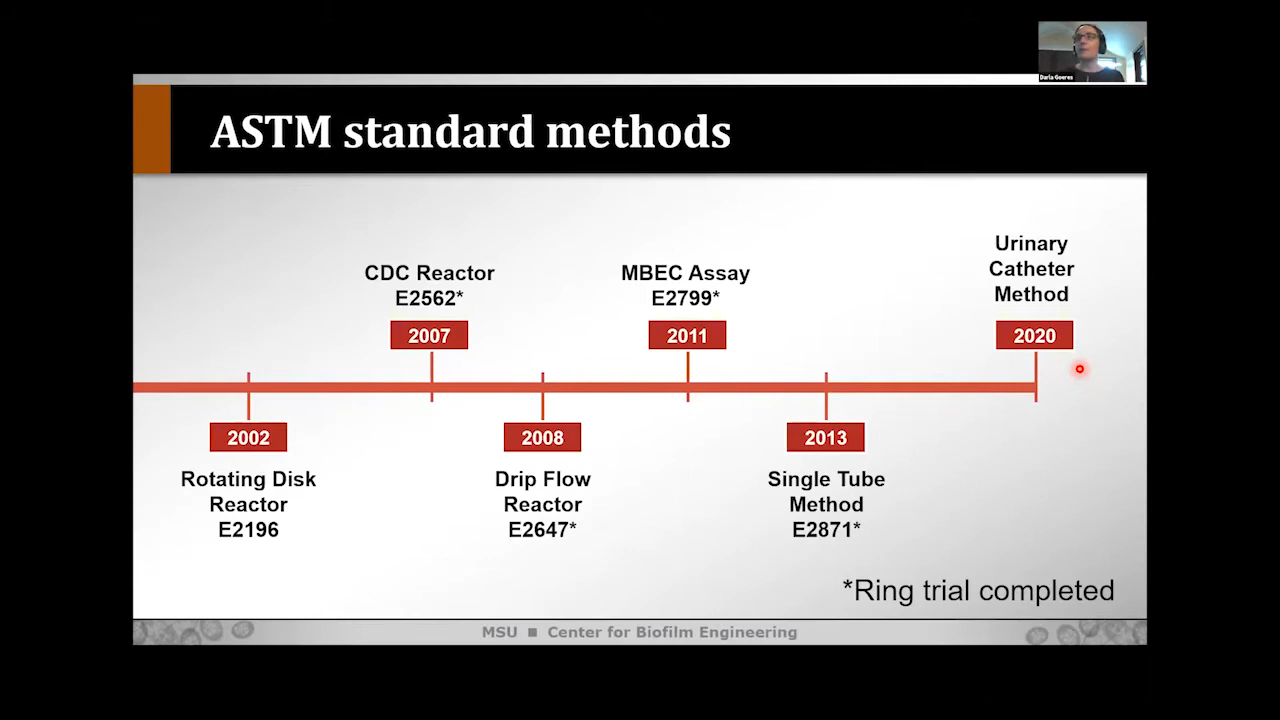 Darla Goeres
ASTM standard methods
CDC Reactor
E2562*
2007
MBEC Assay
E2799*
2011
Urinary
Catheter
Method
2020
2002
Rotating Disk
Reactor
E2196
2008
Drip Flow
Reactor
E2647*
2013
Single Tube
Method
E2871*
*Ring trial completed
MSU ■ Center for Biofilm Engineering